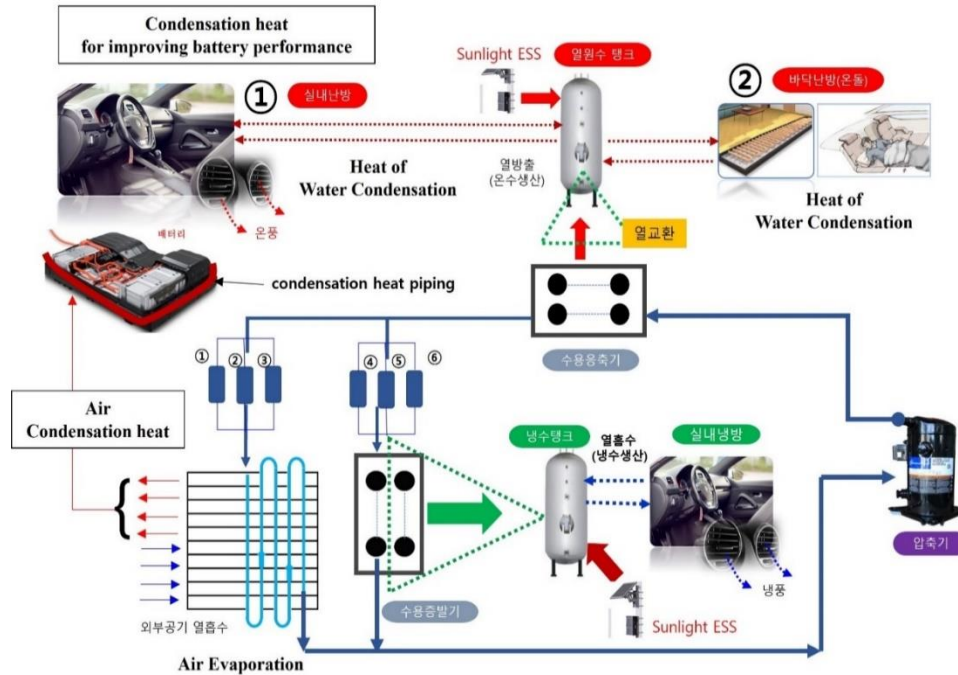 Condensation heat
for improving battery performance
Sunlight ESS
열원수 탱크
①
실내난방
②
바닥난방(온돌)
Heat of
Water Condensation
열방출
(온수생산)
Heat of
Water Condensation
온풍
열교환
배터리
condensation heat piping
수용응축기
①
②
③
④
⑤
⑥
Air
Condensation heat
냉수탱크
열흡수
(냉수생산)
실내냉방
압축기
냉풍
수용증발기
외부공기 열흡수
Sunlight ESS
Air Evaporation